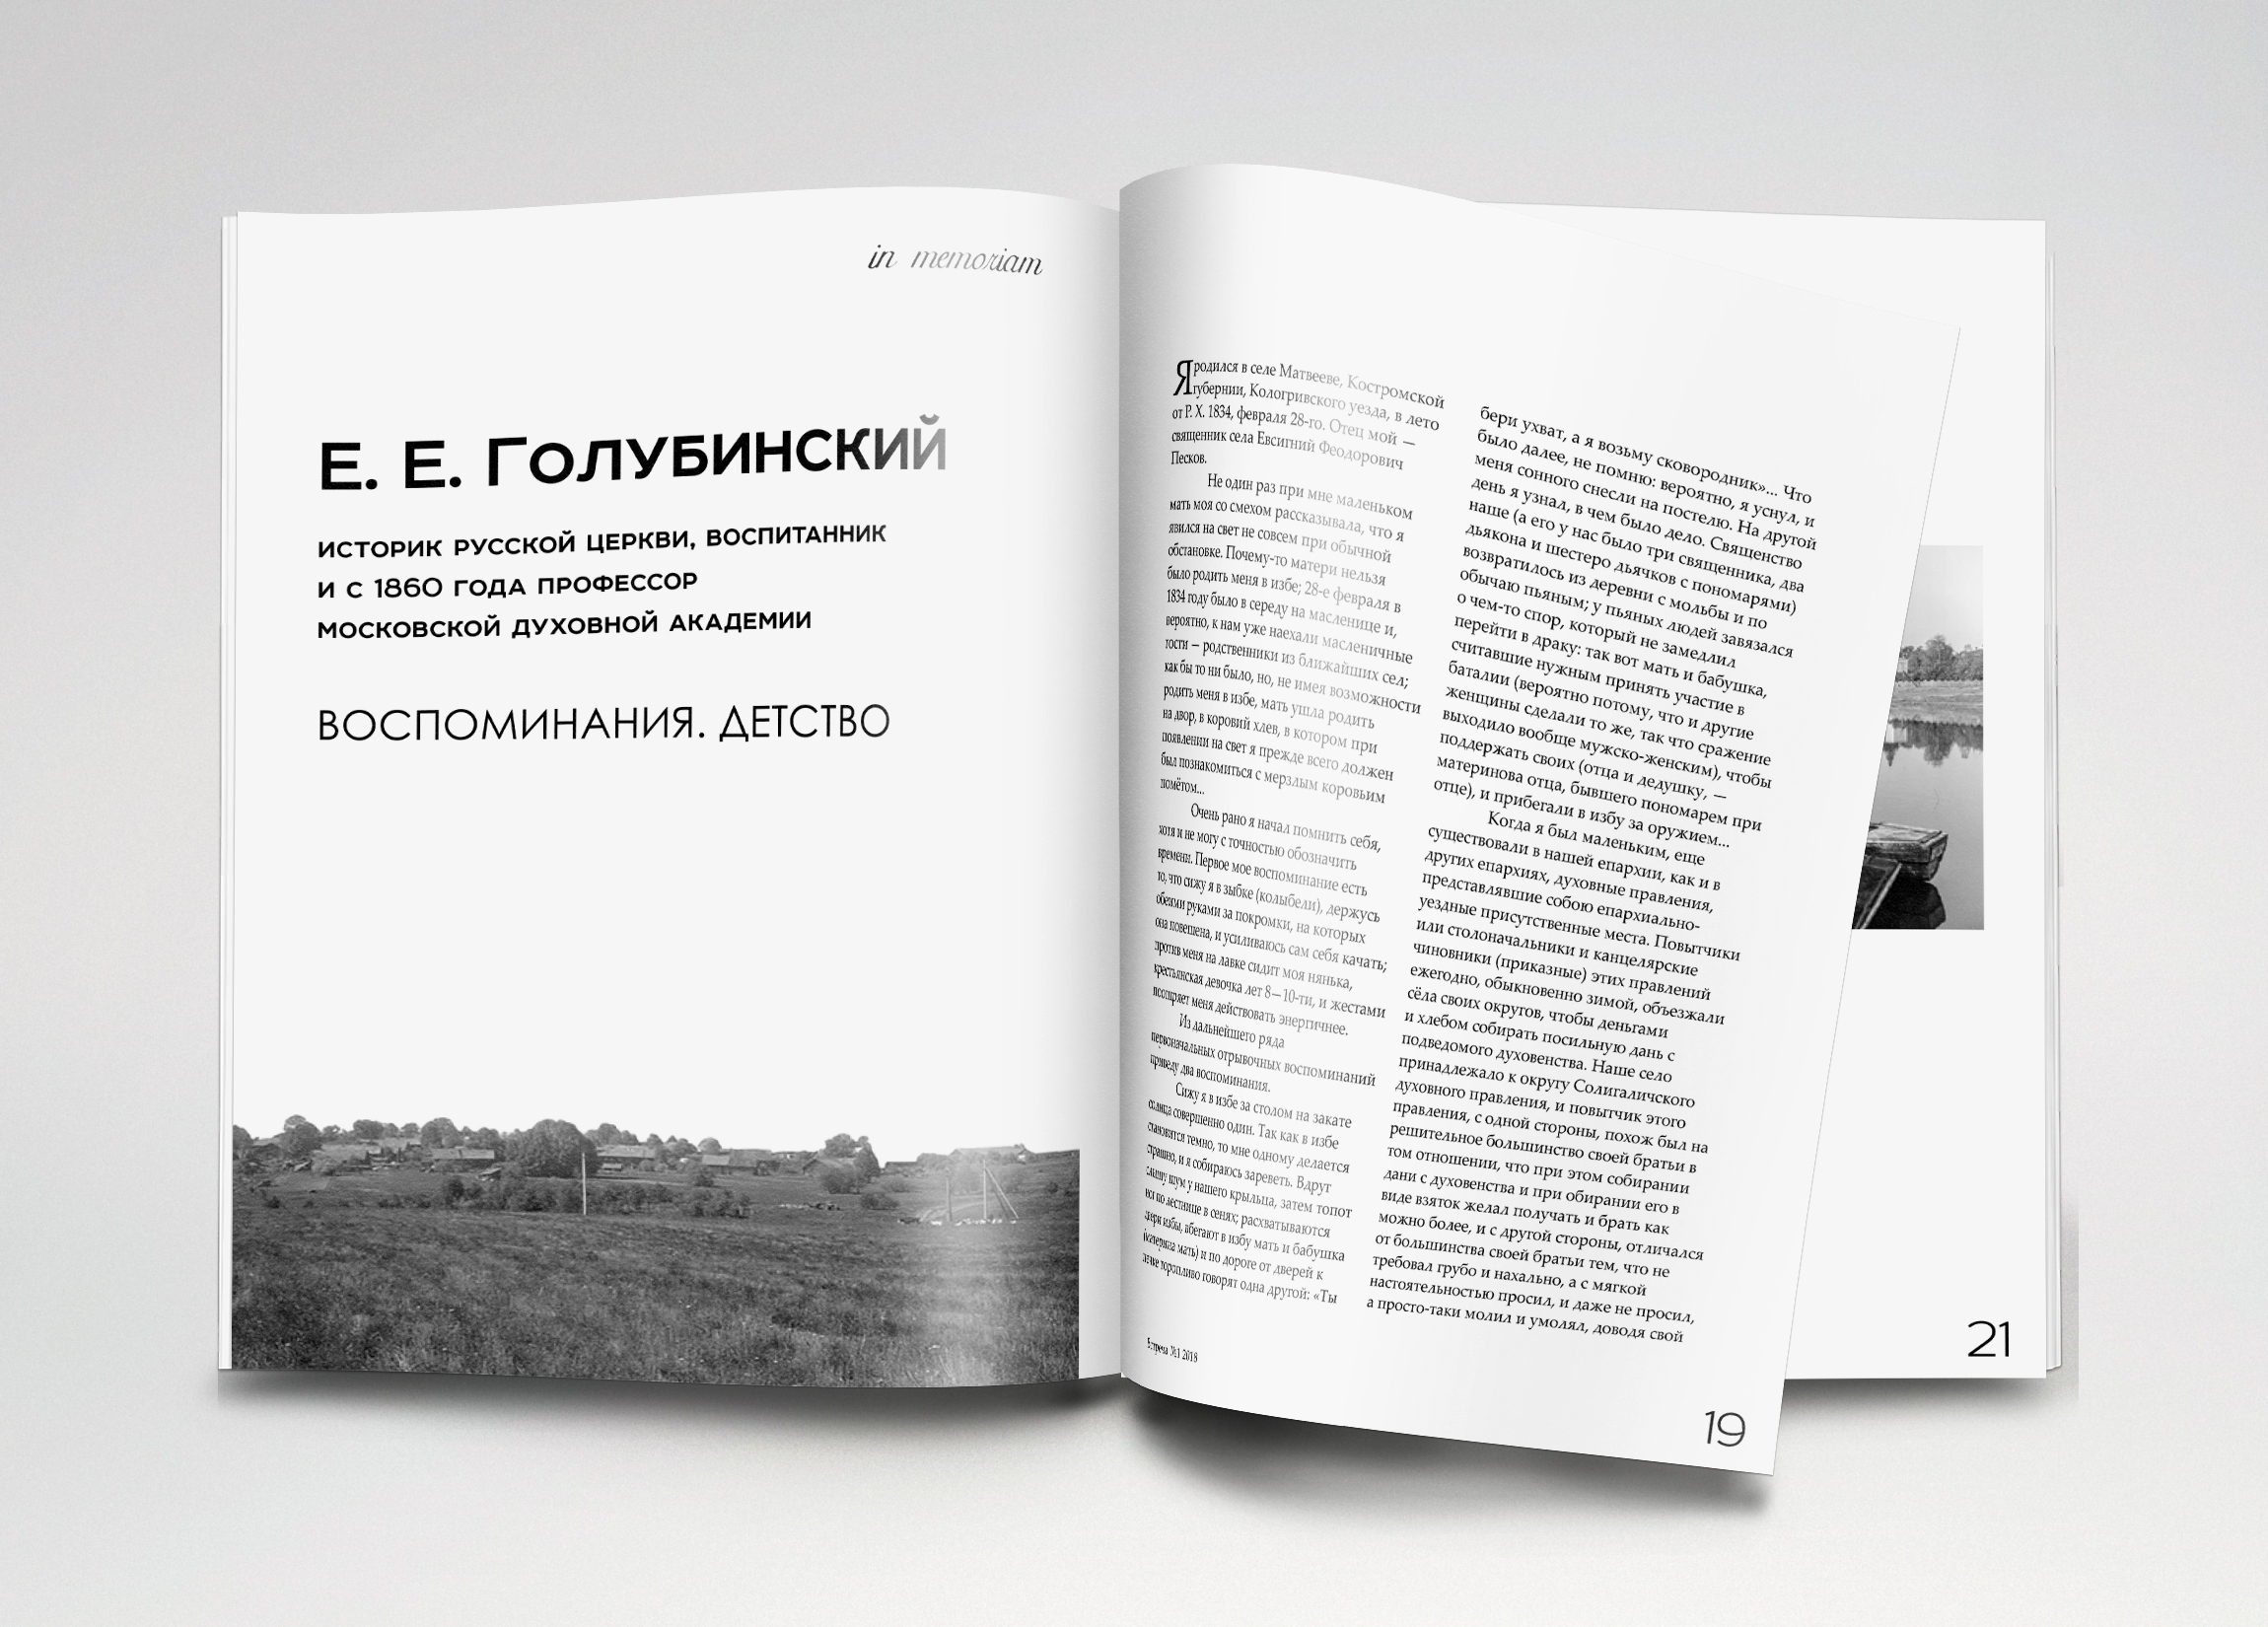 in memoriam
Е. Е. Голубинский
историк русской церкви, воспитанник
и с 1860 года профессор
московской духовной академии
ВОСПОМИНАНИЯ. ДЕТСТВО
Я родился в селе Матвееве, Костромской
губернии, Кологривского уезда, в лето
от Р. Х. 1834, февраля 28-го. Отец мой —
священник села Евсигний Феодорович
Песков.
Не один раз при мне маленьком
мать моя со смехом рассказывала, что я
явился на свет не совсем при обычной
обстановке. Почему-то матери нельзя
было родить меня в избе; 28-е февраля в
1834 году было в середу на масленице и,
вероятно, к нам уже наехали масленичные
гости — родственники из ближайших сел;
как бы то ни было, но, не имея возможности
родить меня в избе, мать ушла родить
на двор, в коровий хлев, в котором при
появлении на свет я прежде всего должен
был познакомиться с мерзлым коровьим
помётом...
Очень рано я начал помнить себя,
хотя и не могу с точностью обозначить
времени. Первое мое воспоминание есть
то, что сижу я в зыбке (колыбели), держусь
обеими руками за покромки, на которых
она повешена, и усиливаюсь сам себя качать;
против меня на лавке сидит моя нянька,
крестьянская девочка лет 8—10-ти, и жестами
поощряет меня действовать энергичнее.
Из дальнейшего ряда
первоначальных отрывочных воспоминаний
приведу два воспоминания.
Сижу я в избе за столом на закате
солнца совершенно один. Так как в избе
становится темно, то мне одному делается
страшно, и я собираюсь зареветь. Вдруг
слышу шум у нашего крыльца, затем топот
ног по лестнице в сенях; расхватываются
двери избы, вбегают в избу мать и бабушка
(материна мать) и по дороге от дверей к
печке торопливо говорят одна другой: «Ты
бери ухват, а я возьму сковородник»... Что
было далее, не помню: вероятно, я уснул, и
меня сонного снесли на постелю. На другой
день я узнал, в чем было дело. Священство
наше (а его у нас было три священника, два
дьякона и шестеро дьячков с пономарями)
возвратилось из деревни с мольбы и по
обычаю пьяным; у пьяных людей завязался
о чем-то спор, который не замедлил
перейти в драку: так вот мать и бабушка,
считавшие нужным принять участие в
баталии (вероятно потому, что и другие
женщины сделали то же, так что сражение
выходило вообще мужско-женским), чтобы
поддержать своих (отца и дедушку, —
материнова отца, бывшего пономарем при
отце), и прибегали в избу за оружием...
Когда я был маленьким, еще
существовали в нашей епархии, как и в
других епархиях, духовные правления,
представлявшие собою епархиально-
уездные присутственные места. Повытчики
или столоначальники и канцелярские
чиновники (приказные) этих правлений
ежегодно, обыкновенно зимой, объезжали
сёла своих округов, чтобы деньгами
и хлебом собирать посильную дань с
подведомого духовенства. Наше село
принадлежало к округу Солигаличского
духовного правления, и повытчик этого
правления, с одной стороны, похож был на
решительное большинство своей братьи в
том отношении, что при этом собирании
дани с духовенства и при обирании его в
виде взяток желал получать и брать как
можно более, и с другой стороны, отличался
от большинства своей братьи тем, что не
требовал грубо и нахально, а с мягкой
настоятельностью просил, и даже не просил,
а просто-таки молил и умолял, доводя свой
Встреча №1 2018
19
21